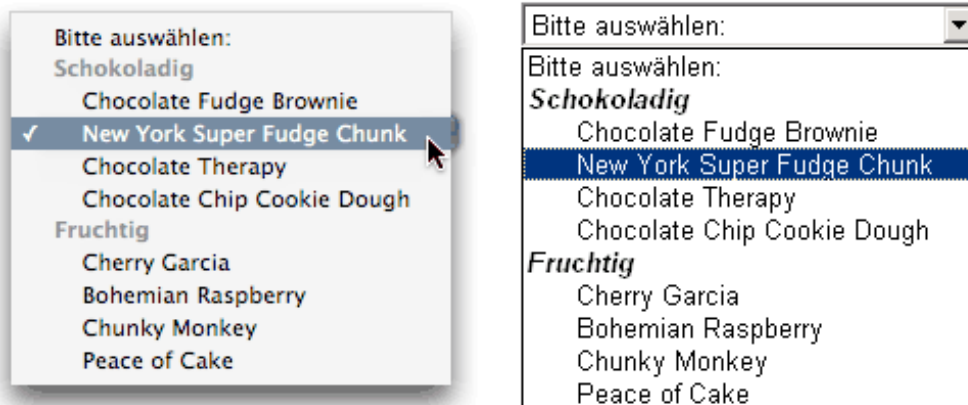 Bitte auswählen:
Schokoladig
Chocolate Fudge Brownie
✓ New York Super Fudge Chunk
Chocolate Therapy
Chocolate Chip Cookie Dough
Fruchtig
Cherry Garcia
Bohemian Raspberry
Chunky Monkey
Peace of Cake
Bitte auswählen:
Bitte auswählen:
Schokoladig
Chocolate Fudge Brownie
New York Super Fudge Chunk
Chocolate Therapy
Chocolate Chip Cookie Dough
Fruchtig
Cherry Garcia
Bohemian Raspberry
Chunky Monkey
Peace of Cake